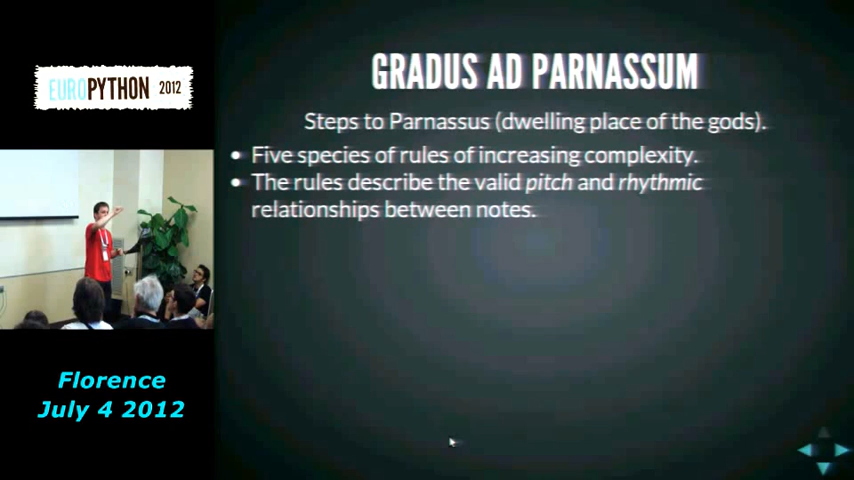 EUROPYTHON 2012
GRADUS AD PARNASSUM
Steps to Parnassus (dwelling place of the gods).
• Five species of rules of increasing complexity.
• The rules describe the valid pitch and rhythmic
relationships between notes.
Florence
July 4 2012